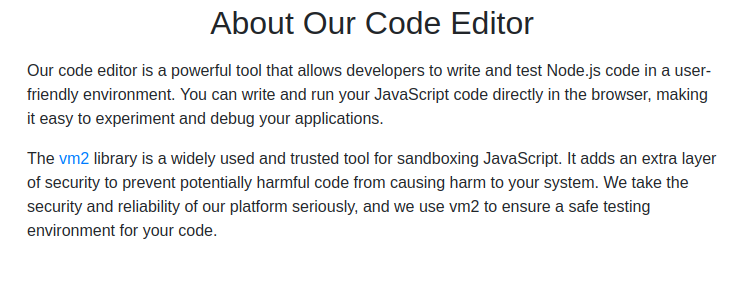 About Our Code Editor
Our code editor is a powerful tool that allows developers to write and test Node.js code in a user-
friendly environment. You can write and run your JavaScript code directly in the browser, making
it easy to experiment and debug your applications.
The vm2 library is a widely used and trusted tool for sandboxing JavaScript. It adds an extra layer
of security to prevent potentially harmful code from causing harm to your system. We take the
security and reliability of our platform seriously, and we use vm2 to ensure a safe testing
environment for your code.